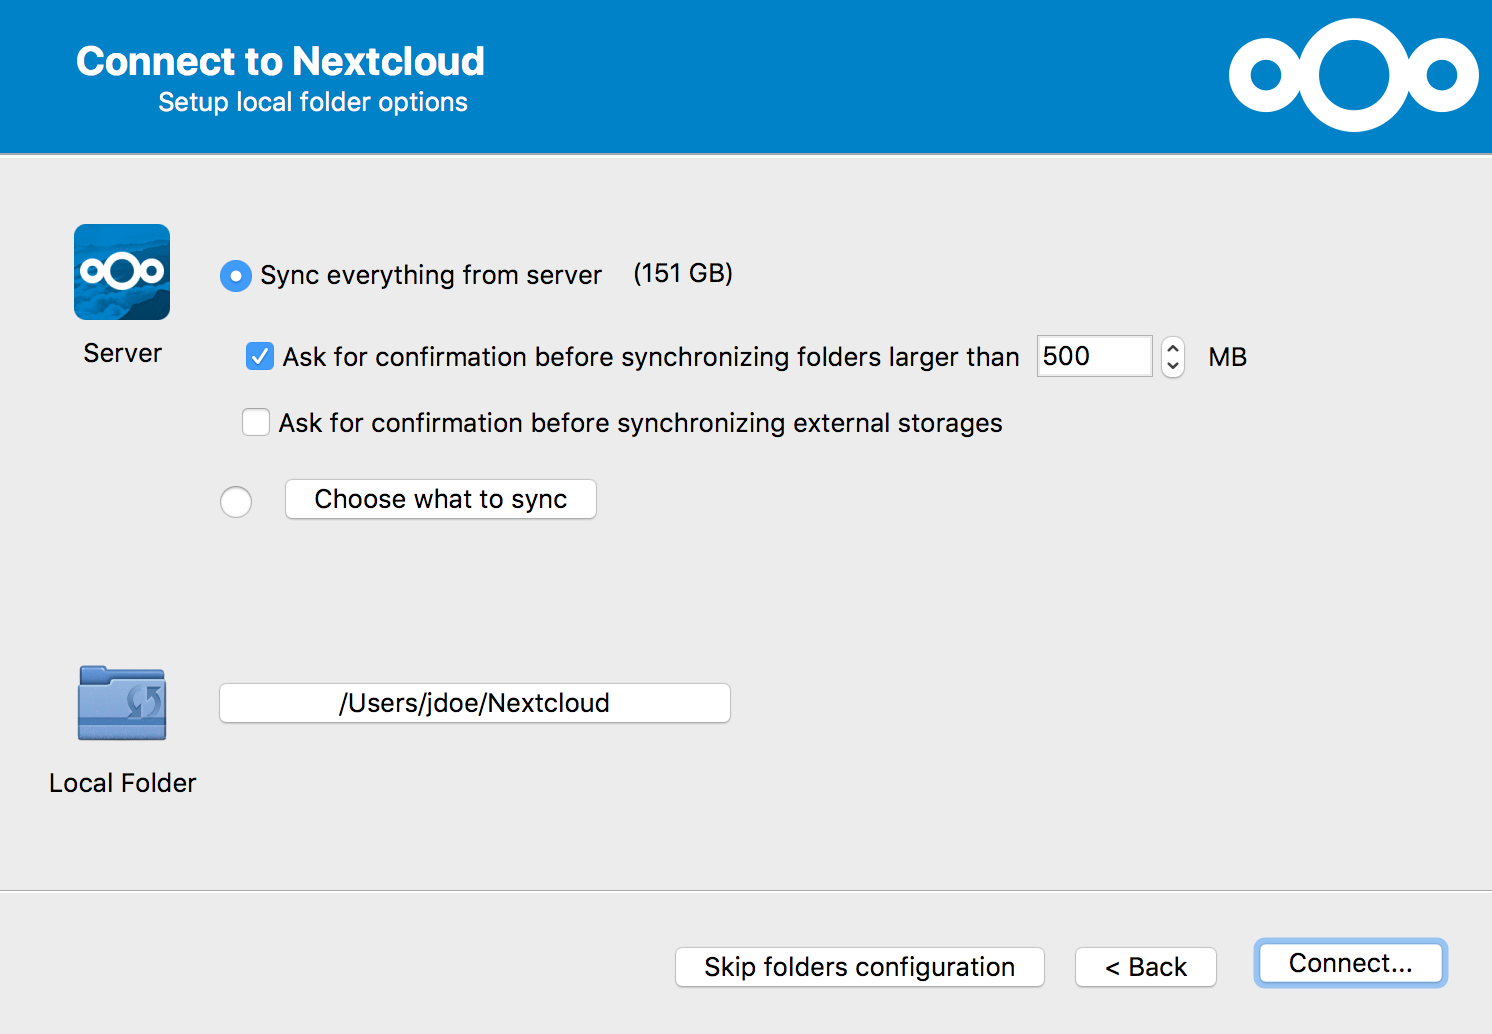 Connect to Nextcloud
Setup local folder options
Sync everything from server (151 GB)
Server
Ask for confirmation before synchronizing folders larger than 500 MB
Ask for confirmation before synchronizing external storages
Choose what to sync
/Users/jdoe/Nextcloud
Local Folder
Skip folders configuration
< Back
Connect...